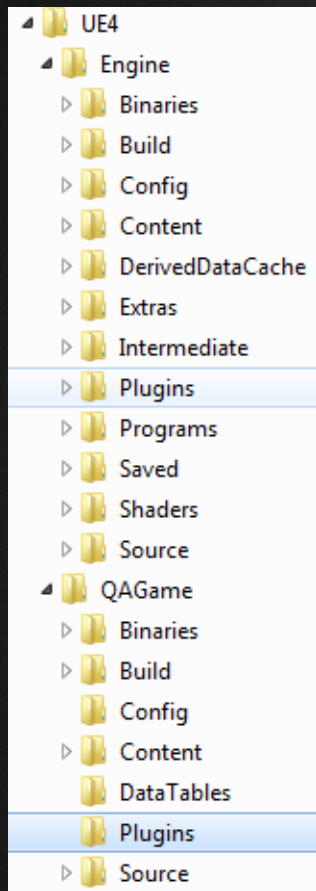 UE4
Engine
Binaries
Build
Config
Content
DerivedDataCache
Extras
Intermediate
Plugins
Programs
Saved
Shaders
Source
QAGame
Binaries
Build
Config
Content
DataTables
Plugins
Source